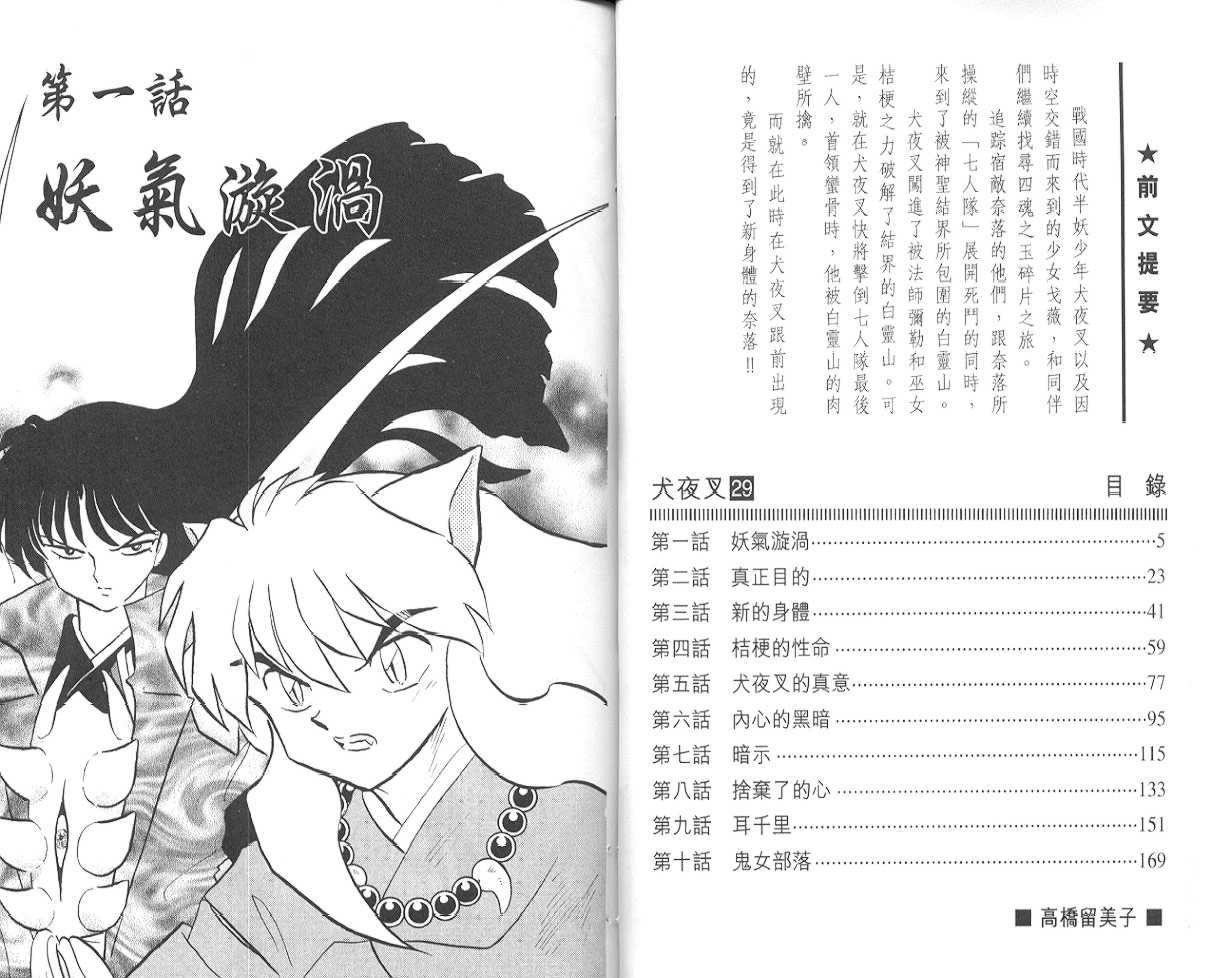 ★前文提要★
戰國時代半妖少年犬夜叉以及因
時空交錯而來到的少女戈薇，和同伴
們繼續找尋四魂之玉碎片之旅。
追踪宿敵奈落的他們，跟奈落所
操縱的「七人隊」展開死鬥的同時，
來到了被神聖結界所包圍的白靈山。
犬夜叉闖進了被法師彌勒和巫女
桔梗之力破解了結界的白靈山。可
是，就在犬夜叉快將擊倒七人隊最後
一人，首領蠻骨時，他被白靈山的肉
壁所擒。
而就在此時在犬夜叉跟前出現
的，竟是得到了新身體的奈落!!
犬夜叉29 目錄
第一話 妖氣漩渦……5
第二話 真正目的……23
第三話 新的身體……41
第四話 桔梗的性命……59
第五話 犬夜叉的真意……77
第六話 內心的黑暗……95
第七話 暗示……115
第八話 捨棄了的心……133
第九話 耳千里……151
第十話 鬼女部落……169
■ 高橋留美子 ■
第一話
妖氣漩渦